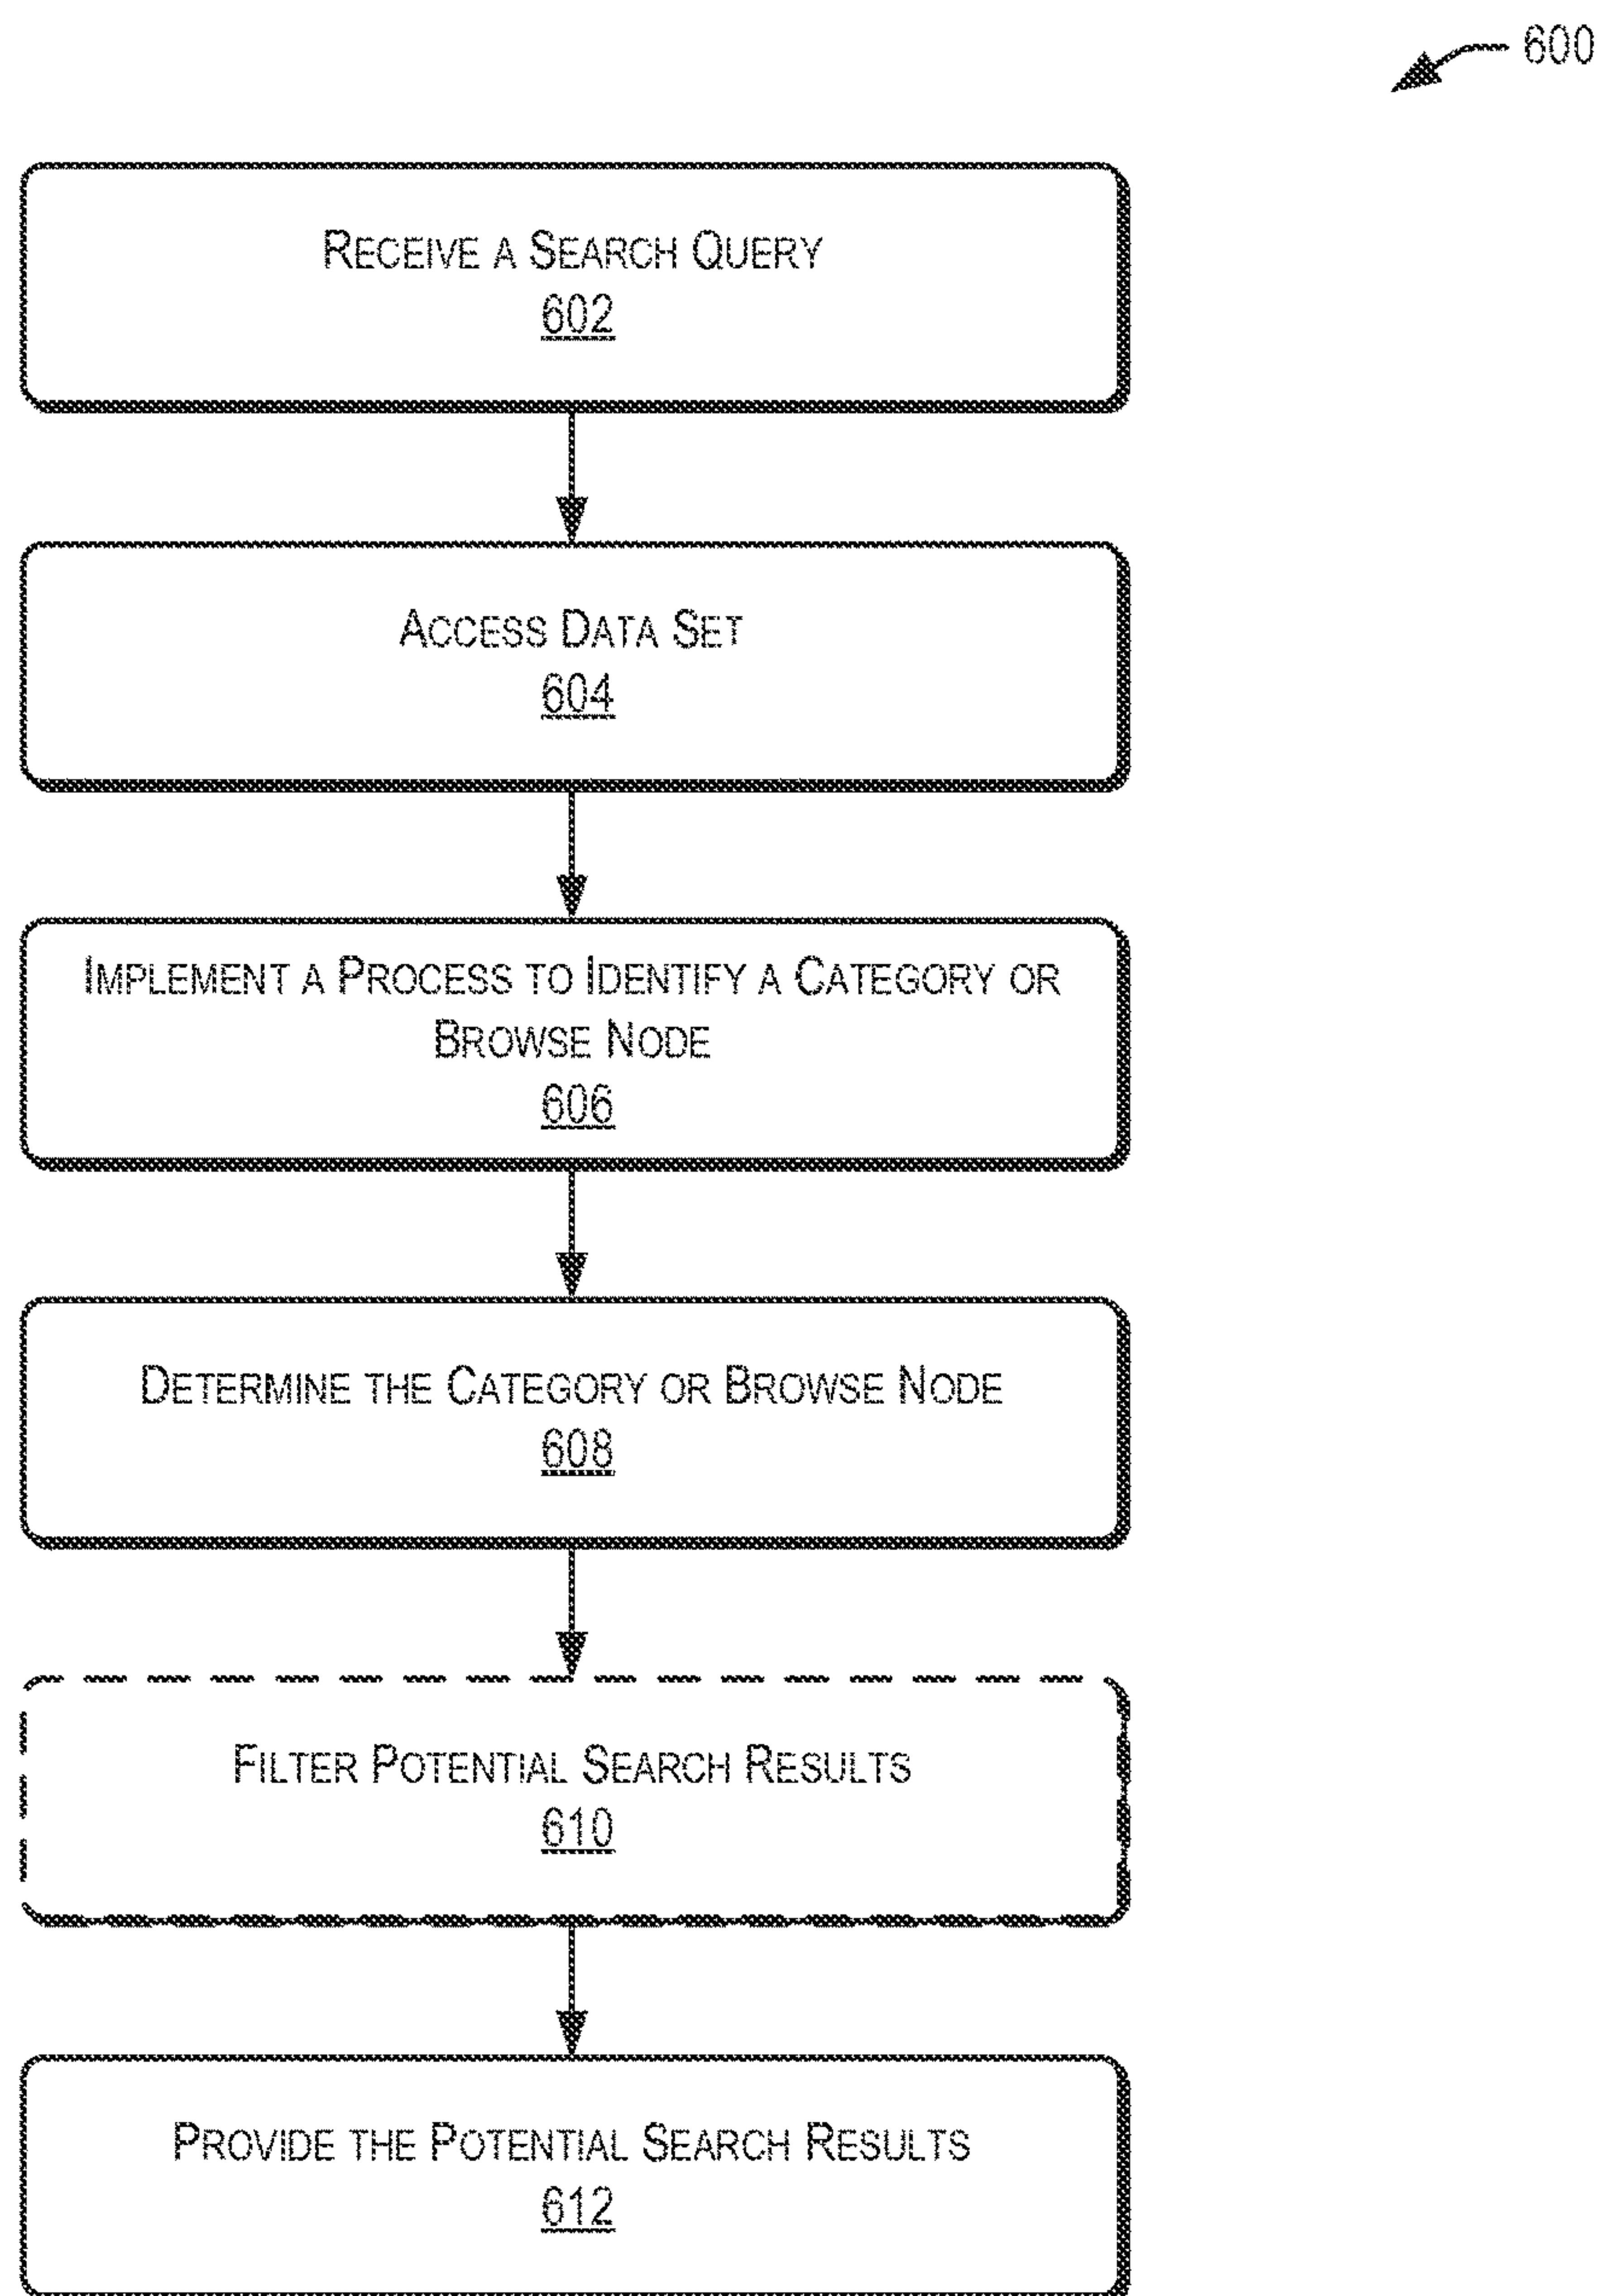 600
RECEIVE A SEARCH QUERY
602
ACCESS DATA SET
604
IMPLEMENT A PROCESS TO IDENTIFY A CATEGORY OR
BROWSE NODE
606
DETERMINE THE CATEGORY OR BROWSE NODE
608
FILTER POTENTIAL SEARCH RESULTS
610
PROVIDE THE POTENTIAL SEARCH RESULTS
612